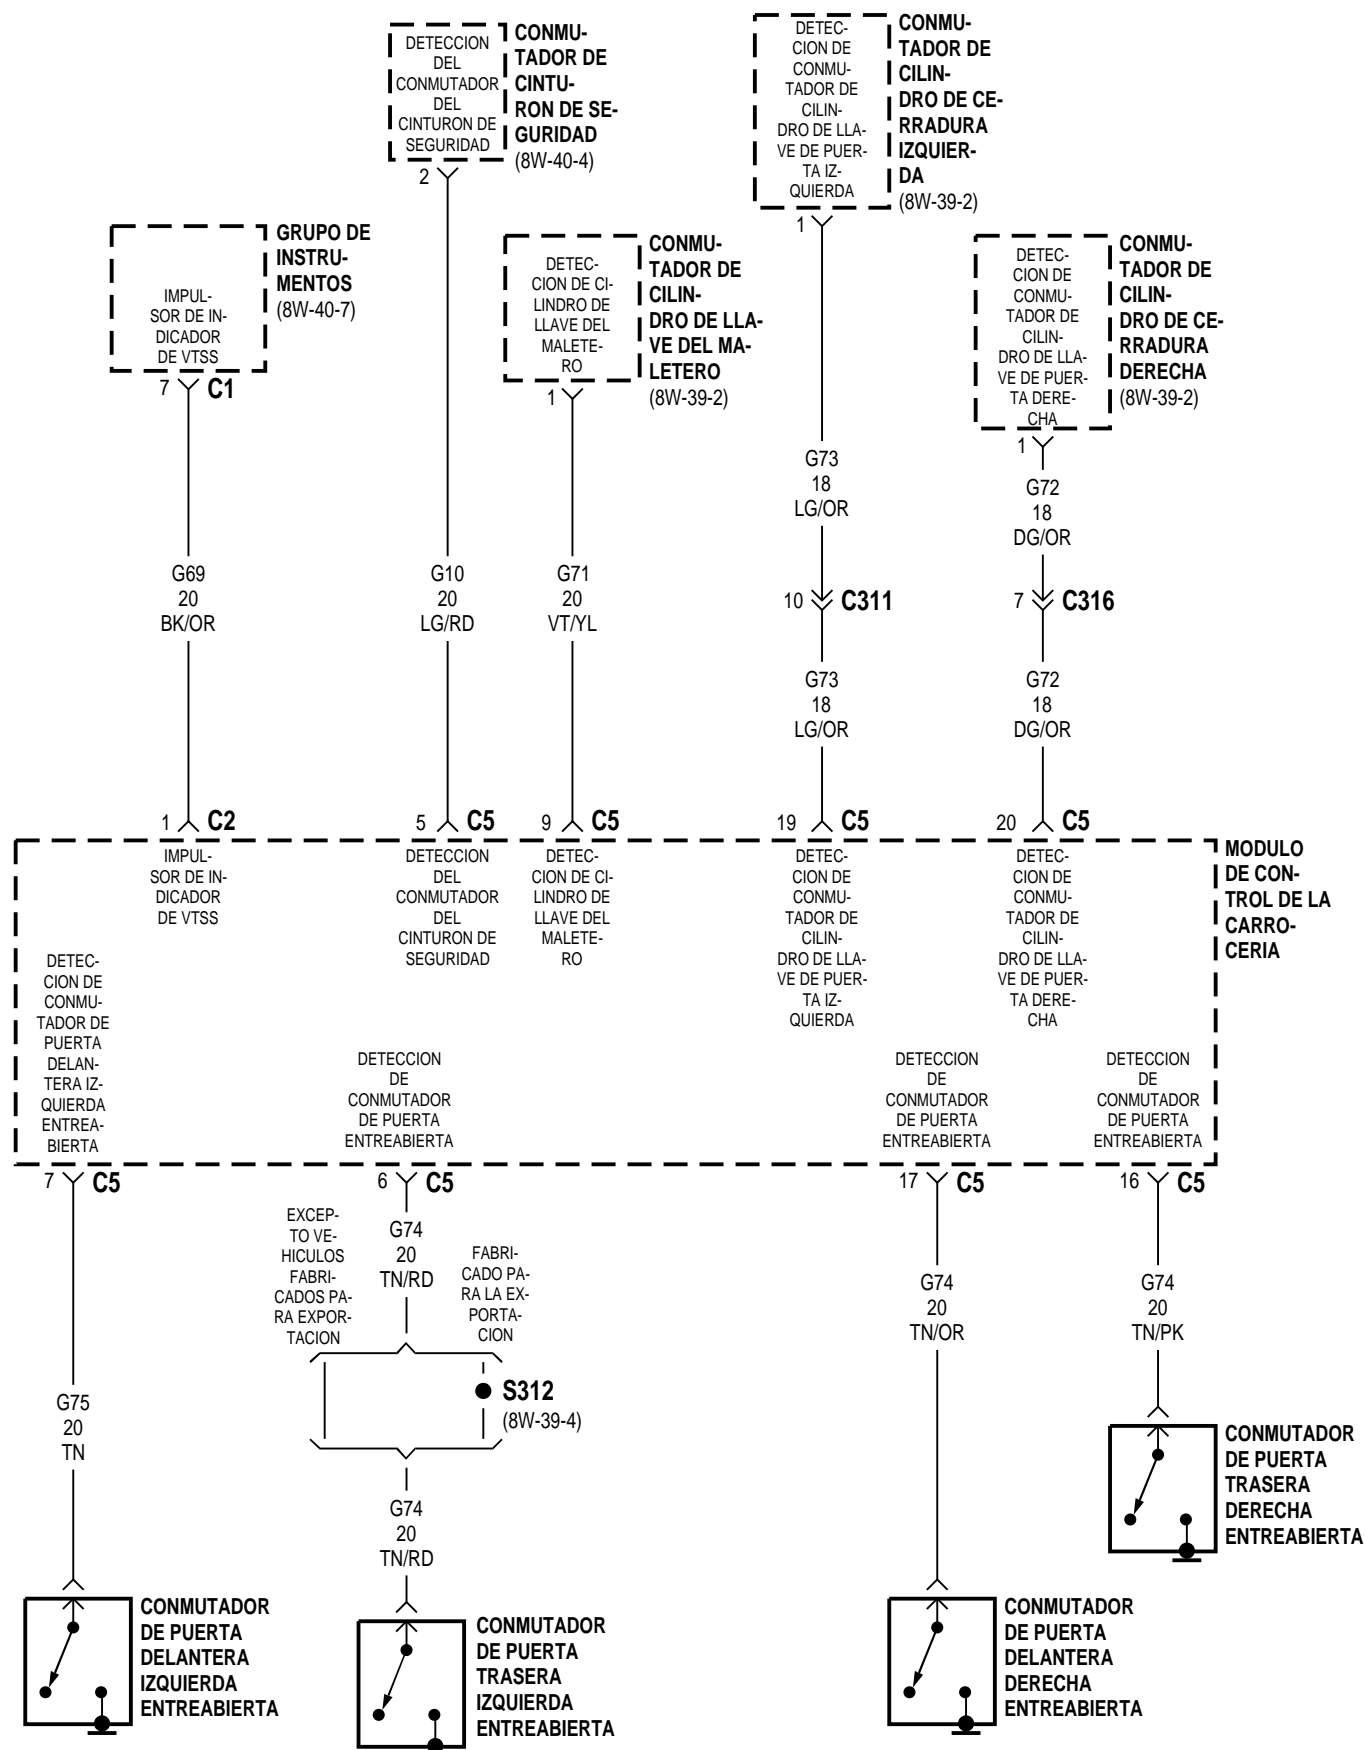 DETECCION
DEL
CONMUTADOR
DEL
CINTURON DE
SEGURIDAD
CONMU-
TADOR DE
CINTU-
RON DE SE-
GURIDAD
(8W-40-4)
2
DETEC-
CION DE
CONMU-
TADOR DE
CILIN-
DRO DE LLA-
VE DE PUER-
TA IZ-
QUIERDA
CONMU-
TADOR DE
CILIN-
DRO DE CE-
RRADURA
IZQUIER-
DA
(8W-39-2)
1
IMPUL-
SOR DE IN-
DICADOR
DE VTSS
GRUPO DE
INSTRU-
MENTOS
(8W-40-7)
7 C1
DETEC-
CION DE CI-
LINDRO DE
LLAVE DEL
MALETE-
RO
CONMU-
TADOR DE
CILIN-
DRO DE LLA-
VE DEL MA-
LETERO
(8W-39-2)
1
DETEC-
CION DE
CONMU-
TADOR DE
CILIN-
DRO DE LLA-
VE DE PUER-
TA DERE-
CHA
CONMU-
TADOR DE
CILIN-
DRO DE CE-
RRADURA
DERECHA
(8W-39-2)
1
G69
20
BK/OR
G10
20
LG/RD
G71
20
VT/YL
G73
18
LG/OR
10 C311
G73
18
LG/OR
G72
18
DG/OR
7 C316
G72
18
DG/OR
1 C2
5 C5
9 C5
19 C5
20 C5
MODULO
DE CON-
TROL DE LA
CARRO-
CERIA
IMPUL-
SOR DE IN-
DICADOR
DE VTSS
DETECCION
DEL
CONMUTADOR
DEL
CINTURON DE
SEGURIDAD
DETEC-
CION DE CI-
LINDRO DE
LLAVE DEL
MALETE-
RO
DETEC-
CION DE
CONMU-
TADOR DE
CILIN-
DRO DE LLA-
VE DE PUER-
TA IZ-
QUIERDA
DETEC-
CION DE
CONMU-
TADOR DE
CILIN-
DRO DE LLA-
VE DE PUER-
TA DERE-
CHA
DETEC-
CION DE
CONMU-
TADOR DE
PUERTA
DELAN-
TERA IZ-
QUIERDA
ENTREA-
BIERTA
DETECCION
DE
CONMUTADOR
DE PUERTA
ENTREABIERTA
DETECCION
DE
CONMUTADOR
DE PUERTA
ENTREABIERTA
DETECCION
DE
CONMUTADOR
DE PUERTA
ENTREABIERTA
7 C5
6 C5
17 C5
16 C5
EXCEP-
TO VE-
HICULOS
FABRI-
CADOS PA-
RA EXPOR-
TACION
G74
20
TN/RD
FABRI-
CADO PA-
RA LA EX-
PORTA-
CION
G74
20
TN/OR
G74
20
TN/PK
G75
20
TN
S312
(8W-39-4)
G74
20
TN/RD
CONMUTADOR
DE PUERTA
TRASERA
DERECHA
ENTREABIERTA
CONMUTADOR
DE PUERTA
DELANTERA
IZQUIERDA
ENTREABIERTA
CONMUTADOR
DE PUERTA
TRASERA
IZQUIERDA
ENTREABIERTA
CONMUTADOR
DE PUERTA
DELANTERA
DERECHA
ENTREABIERTA